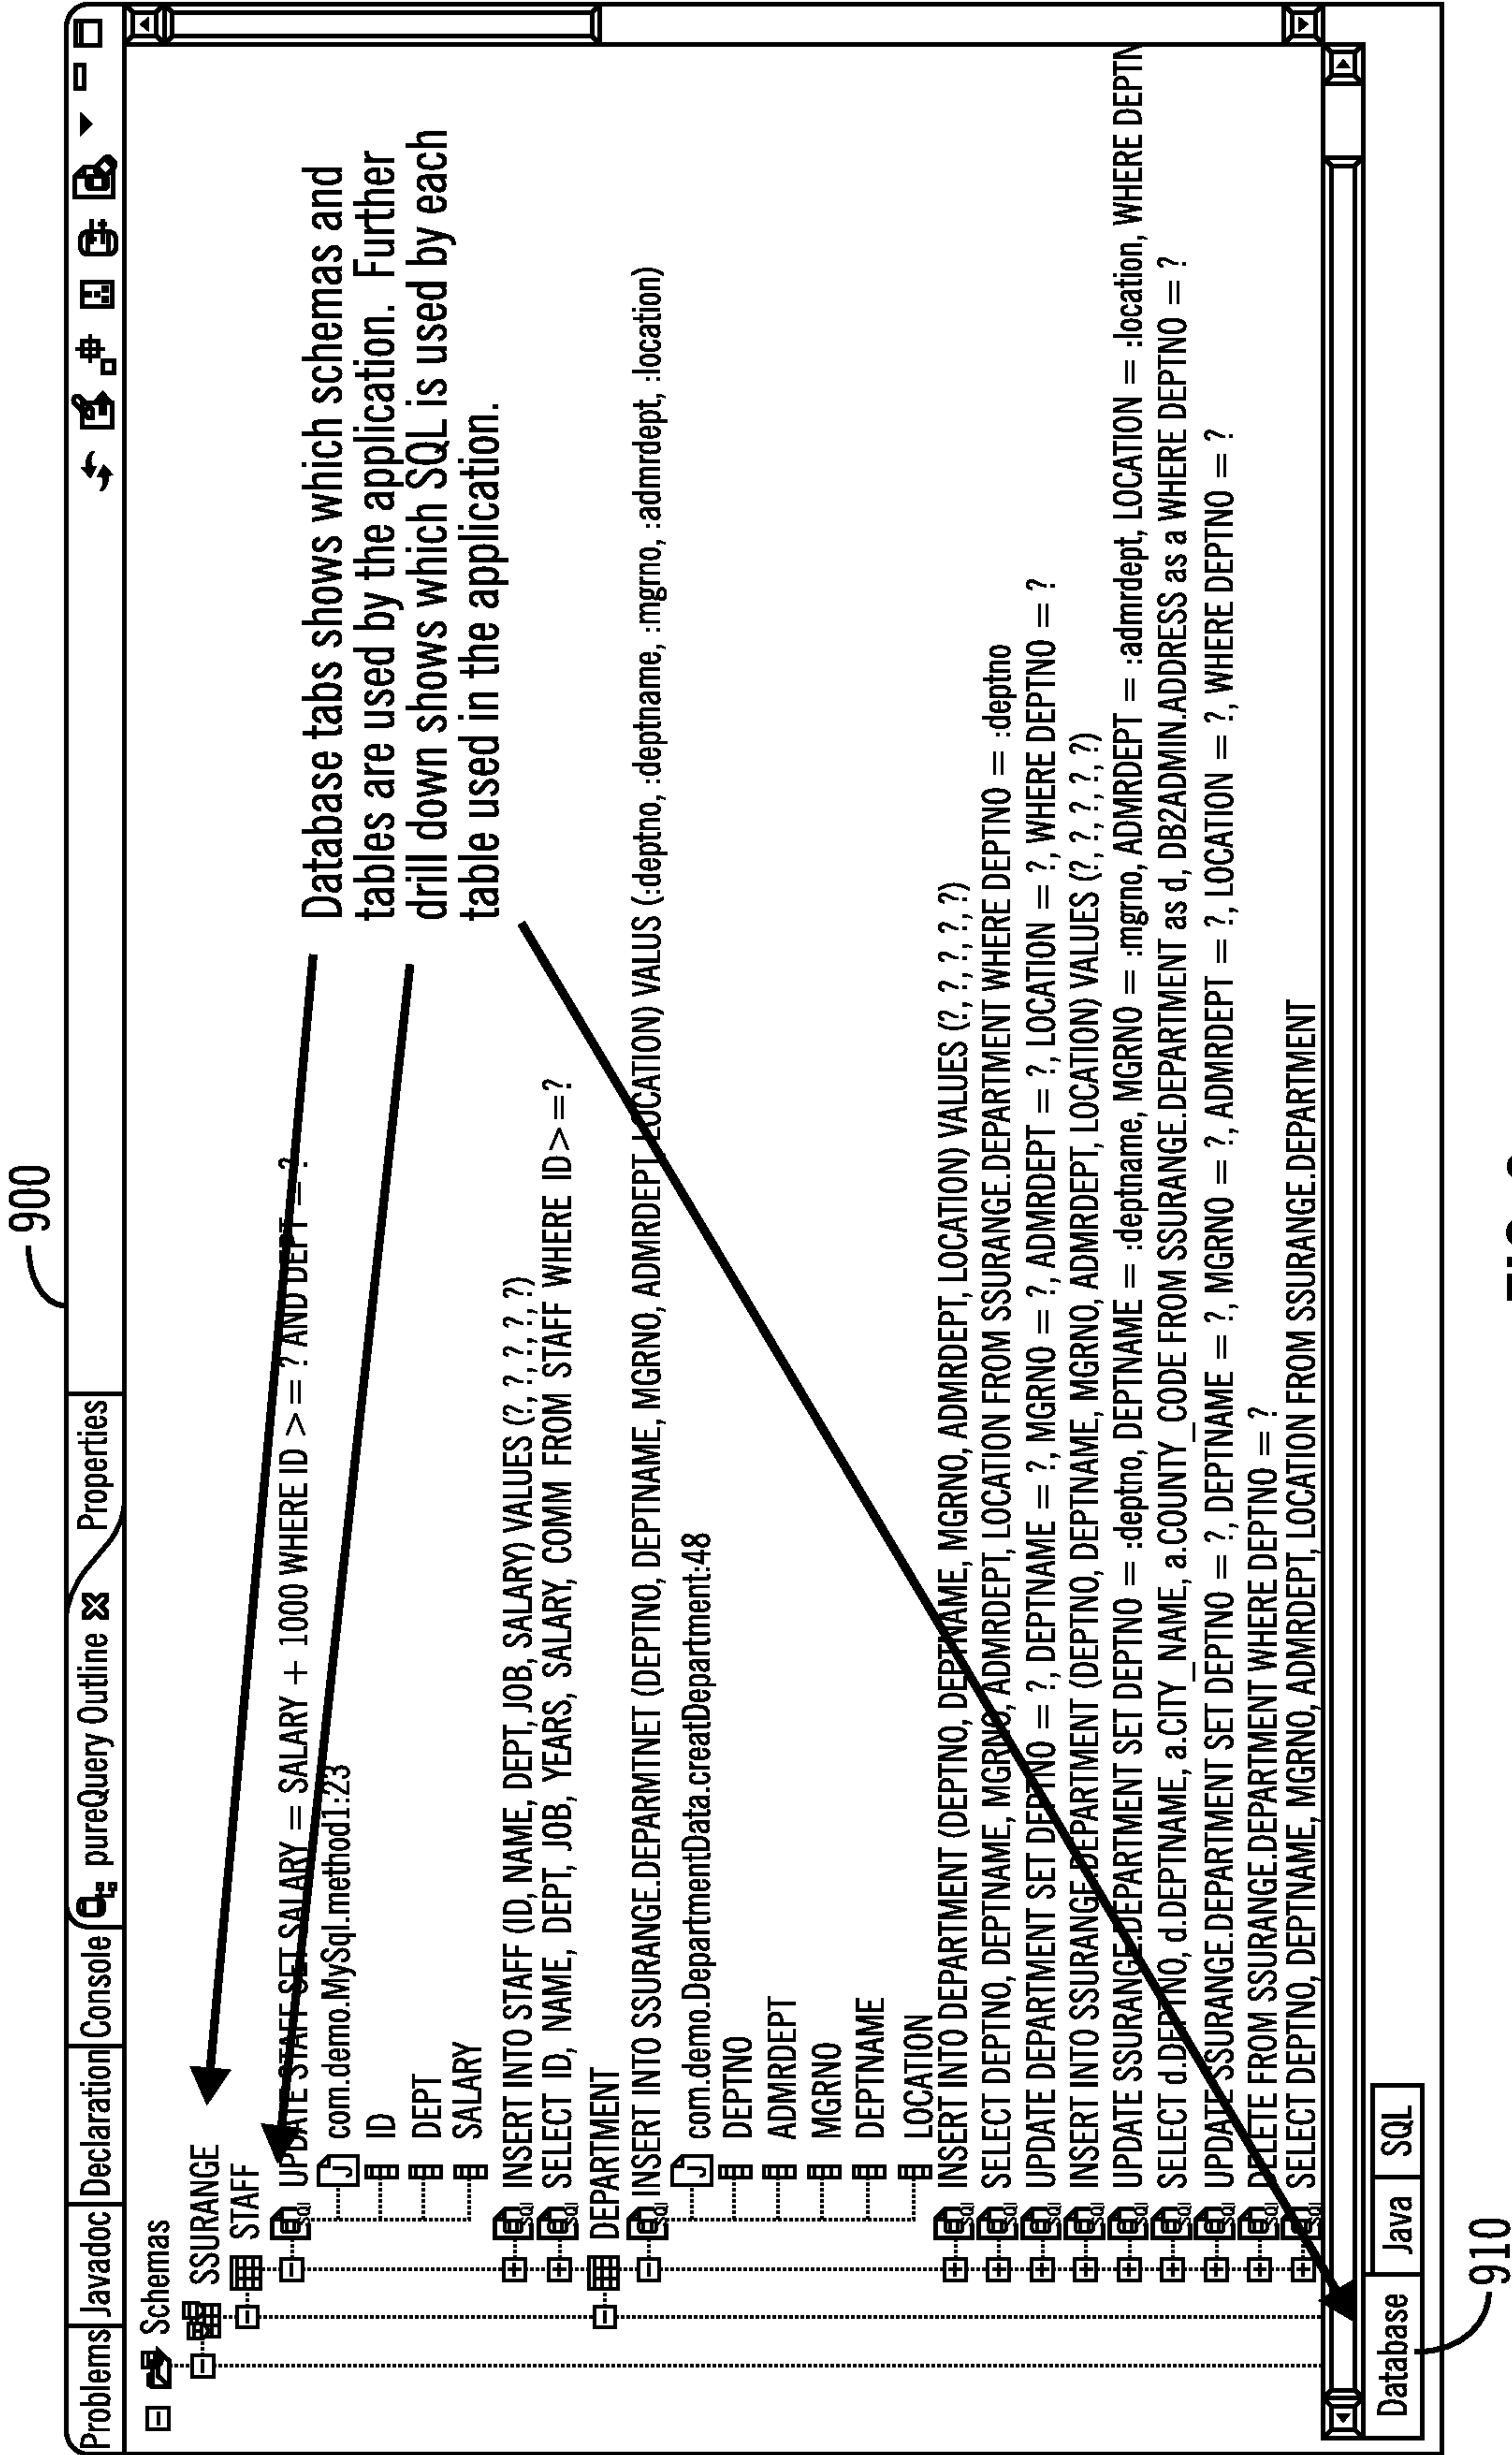 900
Problems Javadoc Declaration Console pureQuery Outline Properties
Schemas
SSURANGE
STAFF
UPDATE STAFF SET SALARY = SALARY + 1000 WHERE ID > = ? AND DEPT = ?
com.demo.MySql.method1:23
ID
DEPT
SALARY
INSERT INTO STAFF (ID, NAME, DEPT, JOB, SALARY) VALUES (?, ?, ?, ?, ?)
SELECT ID, NAME, DEPT, JOB, YEARS, SALARY, COMM FROM STAFF WHERE ID > = ?
Database tabs shows which schemas and
tables are used by the application. Further
drill down shows which SQL is used by each
table used in the application.
DEPARTMENT
INSERT INTO SSURANGE.DEPARMTNET (DEPTNO, DEPTNAME, MGRNO, ADMRDEPT, LOCATION) VALUS (:deptno, :deptname, :mgrno, :admrdept, :location)
com.demo.DepartmentData.creatDepartment:48
DEPTNO
ADMRDEPT
MGRNO
DEPTNAME
LOCATION
INSERT INTO DEPARTMENT (DEPTNO, DEPTNAME, MGRNO, ADMRDEPT, LOCATION) VALUES (?, ?, ?, ?, ?)
SELECT DEPTNO, DEPTNAME, MGRNO, ADMRDEPT, LOCATION FROM SSURANGE.DEPARTMENT WHERE DEPTNO = :deptno
UPDATE DEPARTMENT SET DEPTNO = ?, DEPTNAME = ?, MGRNO = ?, ADMRDEPT = ?, LOCATION = ?, WHERE DEPTNO = ?
INSERT INTO SSURANGE.DEPARTMENT (DEPTNO, DEPTNAME, MGRNO, ADMRDEPT, LOCATION) VALUES (?, ?, ?, ?, ?)
UPDATE SSURANGE.DEPARTMENT SET DEPTNO = :deptno, DEPTNAME = :deptname, MGRNO = :mgrno, ADMRDEPT = :admrdept, LOCATION = :location, WHERE DEPTN
SELECT d.DEPTNO, d.DEPTNAME, a.CITY_NAME, a.COUNTY_CODE FROM SSURANGE.DEPARTMENT as d, DB2ADMIN.ADDRESS as a WHERE DEPTNO = ?
UPDATE SSURANGE.DEPARTMENT SET DEPTNO = ?, DEPTNAME = ?, MGRNO = ?, ADMRDEPT = ?, LOCATION = ?, WHERE DEPTNO = ?
DELETE FROM SSURANGE.DEPARTMENT WHERE DEPTNO = ?
SELECT DEPTNO, DEPTNAME, MGRNO, ADMRDEPT, LOCATION FROM SSURANGE.DEPARTMENT
Database Java SQL
910